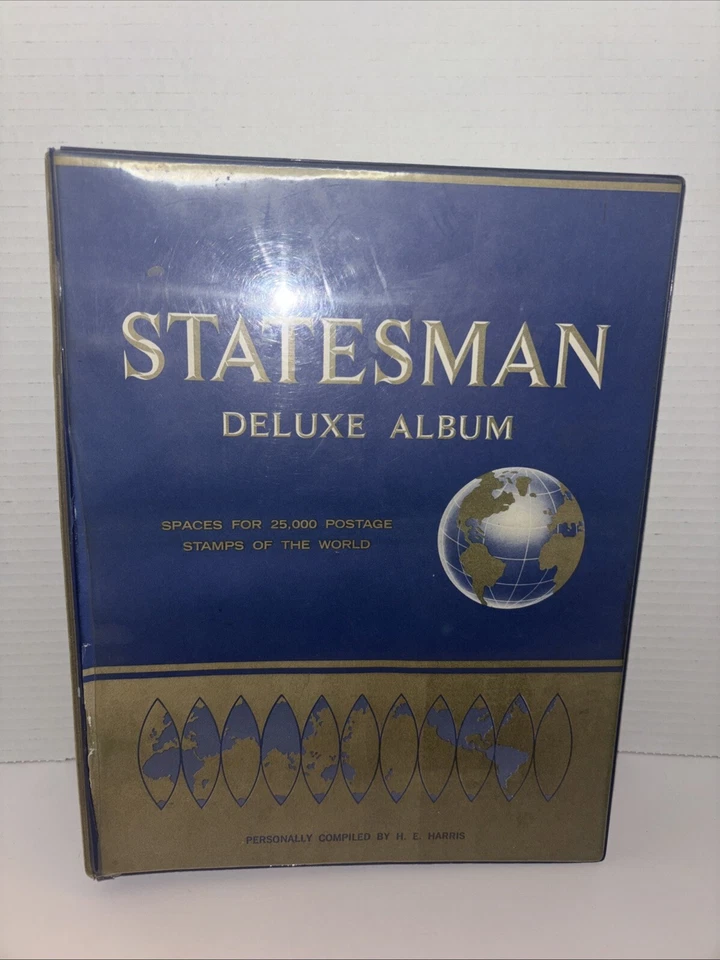 STATESMAN
DELUXE ALBUM
SPACES FOR 25,000 POSTAGE
STAMPS OF THE WORLD
PERSONALLY COMPILED BY H. E. HARRIS